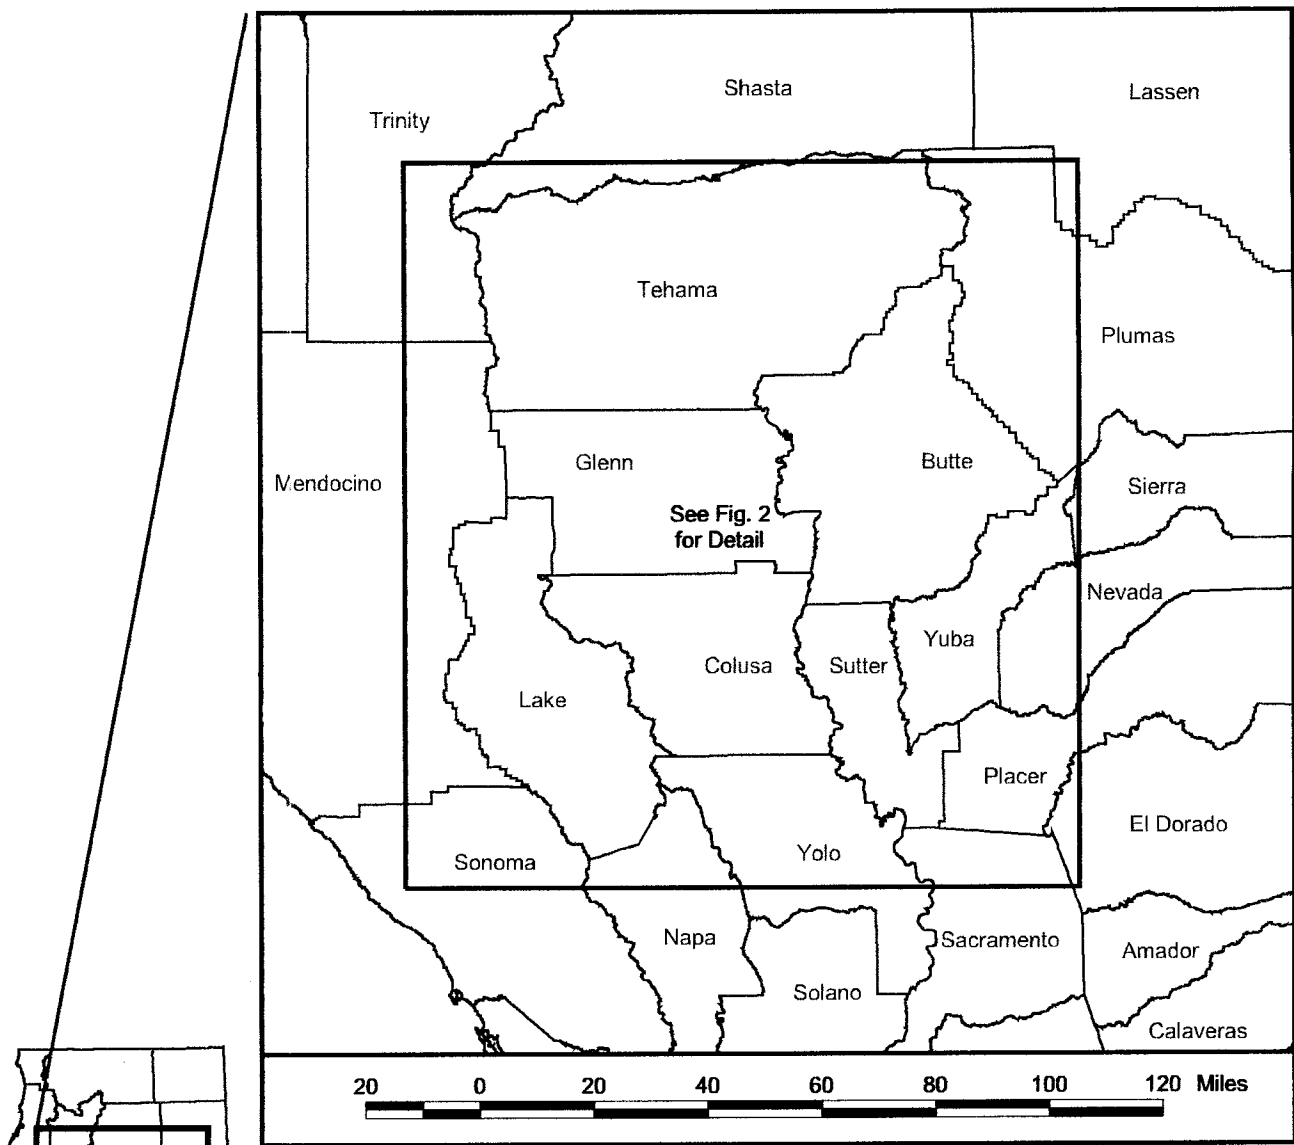 Shasta
Lassen
Trinity
Tehama
Plumas
Glenn
Butte
Mendocino
Sierra
See Fig. 2
for Detail
Nevada
Yuba
Colusa
Sutter
Lake
Placer
El Dorado
Yolo
Sonoma
Napa
Sacramento
Amador
Solano
Calaveras
20 0 20 40 60 80 100 120 Miles